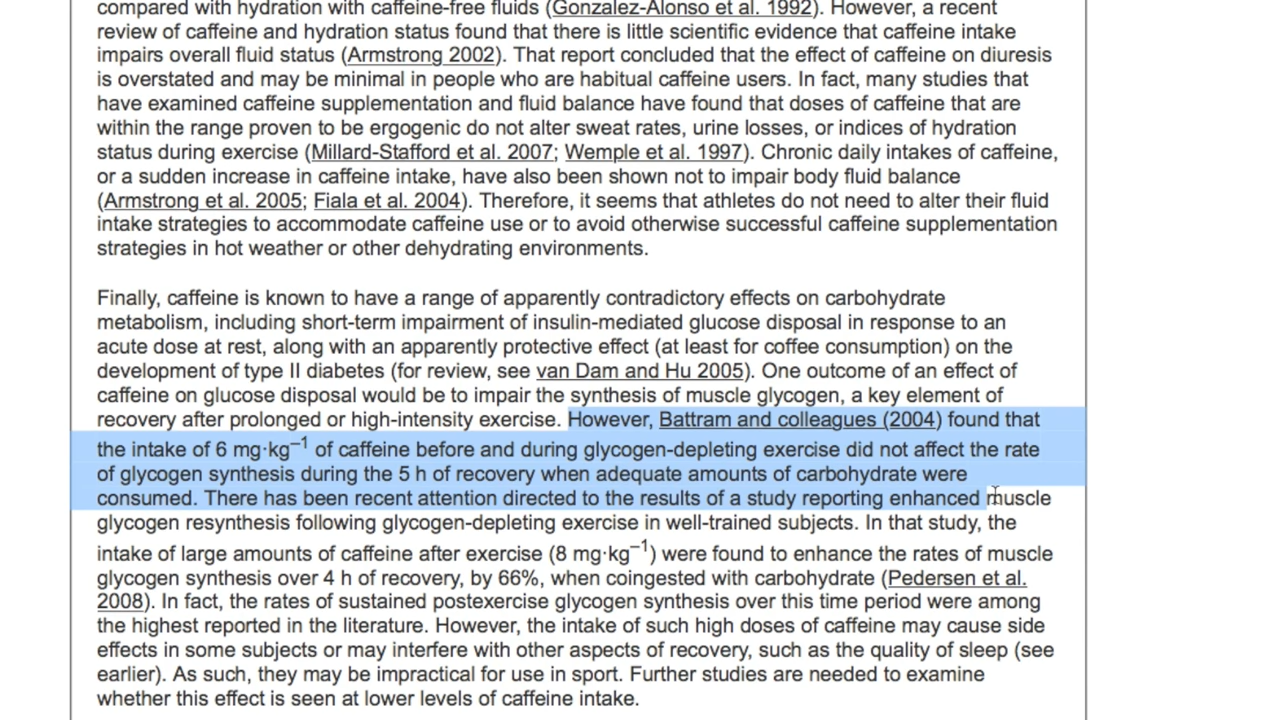 compared with hydration with caffeine-free fluids (Gonzalez-Alonso et al. 1992). However, a recent
review of caffeine and hydration status found that there is little scientific evidence that caffeine intake
impairs overall fluid status (Armstrong 2002). That report concluded that the effect of caffeine on diuresis
is overstated and may be minimal in people who are habitual caffeine users. In fact, many studies that
have examined caffeine supplementation and fluid balance have found that doses of caffeine that are
within the range proven to be ergogenic do not alter sweat rates, urine losses, or indices of hydration
status during exercise (Millard-Stafford et al. 2007; Wemple et al. 1997). Chronic daily intakes of caffeine,
or a sudden increase in caffeine intake, have also been shown not to impair body fluid balance
(Armstrong et al. 2005; Fiala et al. 2004). Therefore, it seems that athletes do not need to alter their fluid
intake strategies to accommodate caffeine use or to avoid otherwise successful caffeine supplementation
strategies in hot weather or other dehydrating environments.
Finally, caffeine is known to have a range of apparently contradictory effects on carbohydrate
metabolism, including short-term impairment of insulin-mediated glucose disposal in response to an
acute dose at rest, along with an apparently protective effect (at least for coffee consumption) on the
development of type II diabetes (for review, see van Dam and Hu 2005). One outcome of an effect of
caffeine on glucose disposal would be to impair the synthesis of muscle glycogen, a key element of
recovery after prolonged or high-intensity exercise. However, Battram and colleagues (2004) found that
the intake of 6 mg·kg⁻¹ of caffeine before and during glycogen-depleting exercise did not affect the rate
of glycogen synthesis during the 5 h of recovery when adequate amounts of carbohydrate were
consumed. There has been recent attention directed to the results of a study reporting enhanced muscle
glycogen resynthesis following glycogen-depleting exercise in well-trained subjects. In that study, the
intake of large amounts of caffeine after exercise (8 mg·kg⁻¹) were found to enhance the rates of muscle
glycogen synthesis over 4 h of recovery, by 66%, when coingested with carbohydrate (Pedersen et al.
2008). In fact, the rates of sustained postexercise glycogen synthesis over this time period were among
the highest reported in the literature. However, the intake of such high doses of caffeine may cause side
effects in some subjects or may interfere with other aspects of recovery, such as the quality of sleep (see
earlier). As such, they may be impractical for use in sport. Further studies are needed to examine
whether this effect is seen at lower levels of caffeine intake.